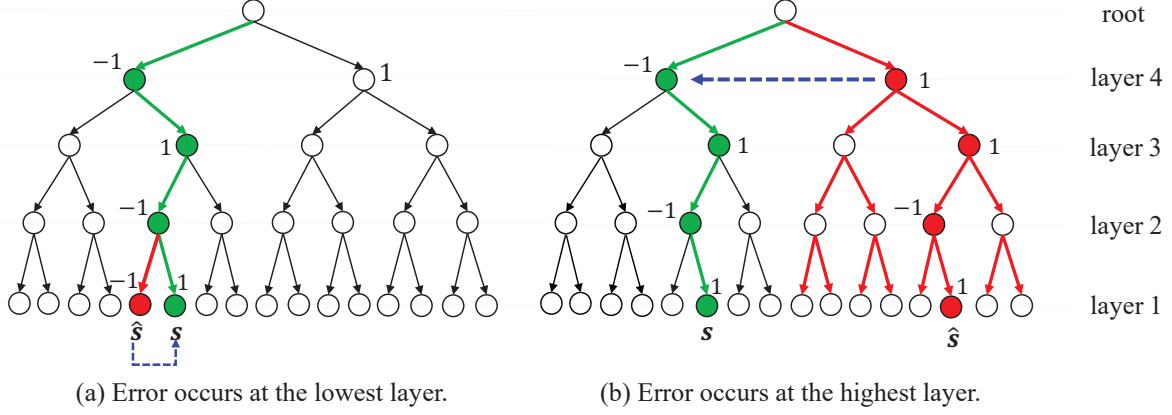 root
−1
1
−1
1
layer 4
1
1
layer 3
−1
−1
−1
layer 2
−1
1
1
1
layer 1
ŝ
s
s
ŝ
(a) Error occurs at the lowest layer.
(b) Error occurs at the highest layer.